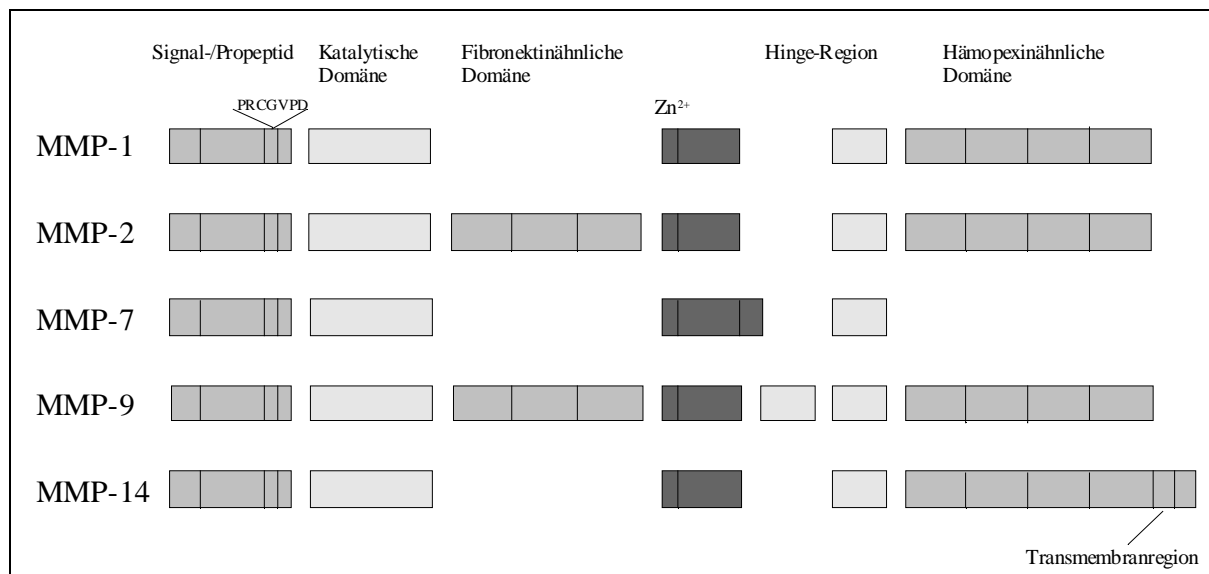 Signal-/Propeptid
Katalytische
Domäne
Fibronektinähnliche
Domäne
Hinge-Region
Hämopexinähnliche
Domäne
PRCGVPD
Zn²⁺
MMP-1
MMP-2
MMP-7
MMP-9
MMP-14
Transmembranregion